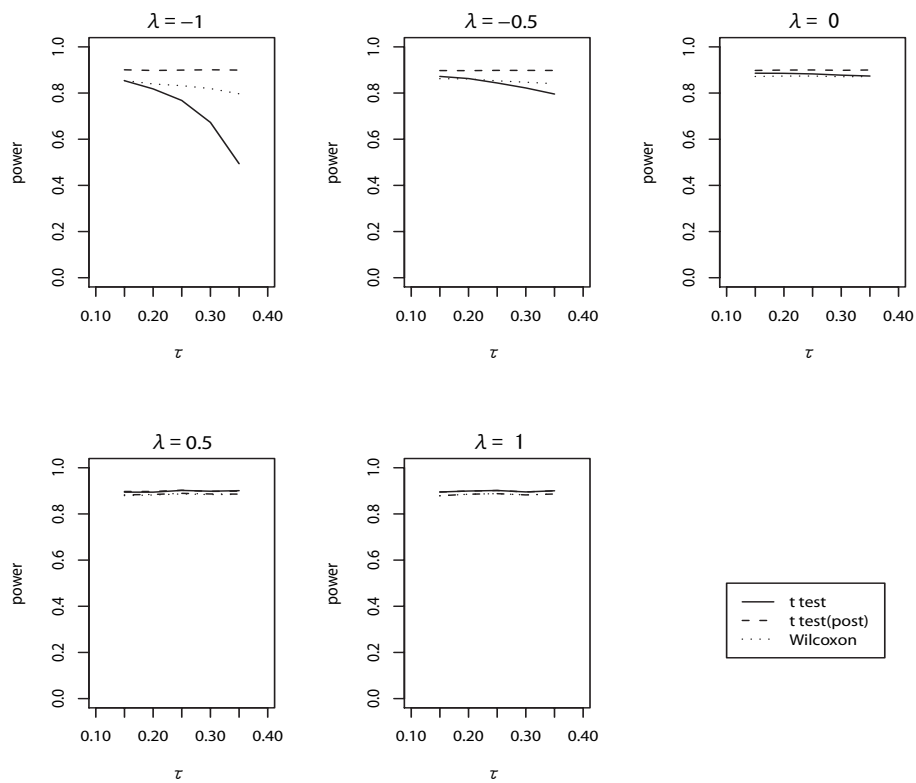 λ = −1
power
0.0 0.2 0.4 0.6 0.8 1.0
0.10 0.20 0.30 0.40
τ
λ = −0.5
power
0.0 0.2 0.4 0.6 0.8 1.0
0.10 0.20 0.30 0.40
τ
λ = 0
power
0.0 0.2 0.4 0.6 0.8 1.0
0.10 0.20 0.30 0.40
τ
λ = 0.5
power
0.0 0.2 0.4 0.6 0.8 1.0
0.10 0.20 0.30 0.40
τ
λ = 1
power
0.0 0.2 0.4 0.6 0.8 1.0
0.10 0.20 0.30 0.40
τ
t test
t test(post)
Wilcoxon